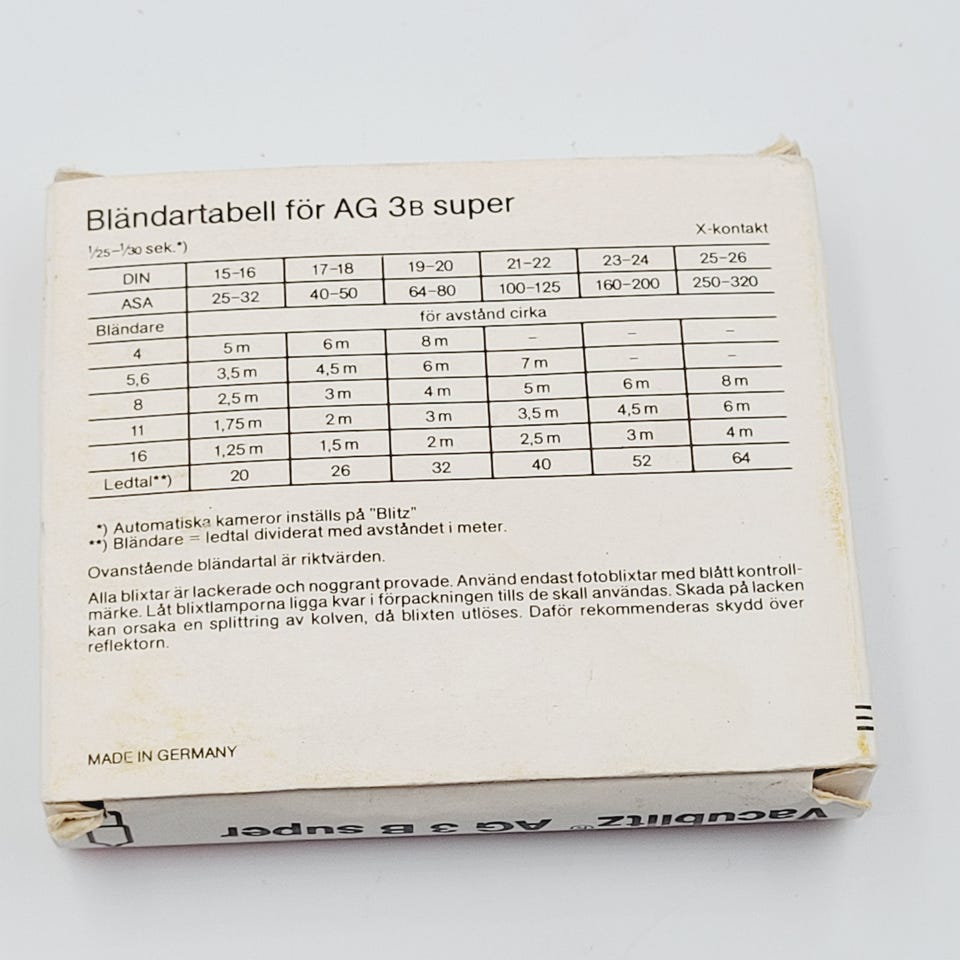 Bländartabell för AG 3B super
1/25–1/30 sek.*) X-kontakt
DIN 15–16 17–18 19–20 21–22 23–24 25–26
ASA 25–32 40–50 64–80 100–125 160–200 250–320
Bländare för avstånd cirka
4 5 m 6 m 8 m – – –
5,6 3,5 m 4,5 m 6 m 7 m – –
8 2,5 m 3 m 4 m 5 m 6 m 8 m
11 1,75 m 2 m 3 m 3,5 m 4,5 m 6 m
16 1,25 m 1,5 m 2 m 2,5 m 3 m 4 m
Ledtal**) 20 26 32 40 52 64
*) Automatiska kameror inställs på "Blitz"
**) Bländare = ledtal dividerat med avståndet i meter.
Ovanstående bländartal är riktvärden.
Alla blixtar är lackerade och noggrant provade. Använd endast fotoblixtar med blått kontroll-
märke. Låt blixtlamporna ligga kvar i förpackningen tills de skall användas. Skada på lacken
kan orsaka en splittring av kolven, då blixten utlöses. Daför rekommenderas skydd över
reflektorn.
MADE IN GERMANY
Vacublitz® AG 3 B super